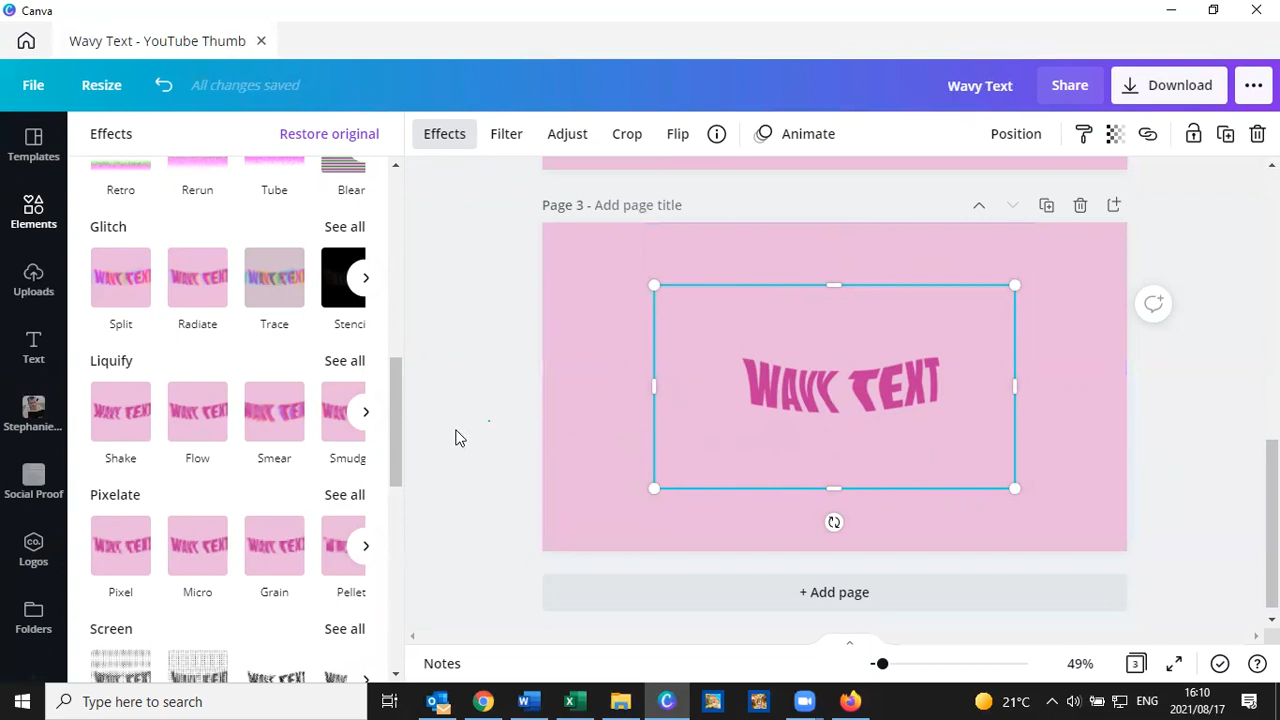 Canva
Wavy Text - YouTube Thumb
File
Resize
All changes saved
Wavy Text
Share
Download
Effects
Restore original
Effects
Filter
Adjust
Crop
Flip
Animate
Position
Templates
Elements
Uploads
Text
Stephanie...
Social Proof
Logos
Folders
Retro
Rerun
Tube
Blear
Glitch
See all
Split
Radiate
Trace
Stenci
Liquify
See all
Shake
Flow
Smear
Smudg
Pixelate
See all
Pixel
Micro
Grain
Pellet
Screen
See all
Page 3 - Add page title
WAVY TEXT
+ Add page
Notes
49%
3
Type here to search
21°C
ENG
16:10
2021/08/17